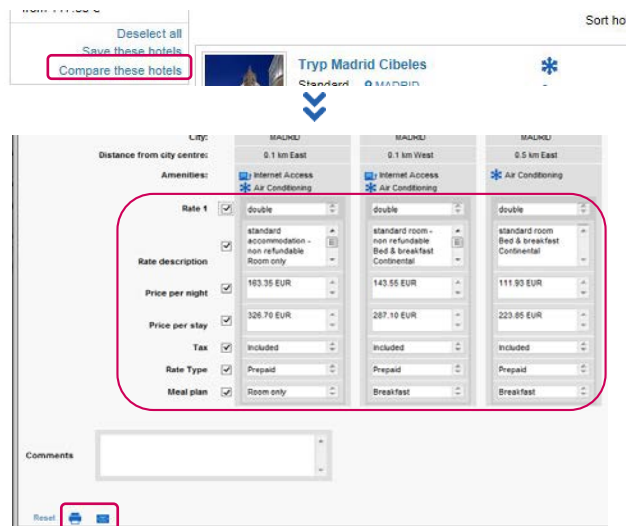 Sort ho
Deselect all
Save these hotels
Compare these hotels
Tryp Madrid Cibeles
Standard MADRID
City: MADRID MADRID MADRID
Distance from city centre: 0.1 km East 0.1 km West 0.5 km East
Amenities: Internet Access Internet Access Air Conditioning
Air Conditioning Air Conditioning
Rate 1 double double double
standard standard room - standard room
accommodation - non refundable Bed & breakfast
non refundable Bed & breakfast Continental
Rate description Room only Continental
Price per night 163.35 EUR 143.55 EUR 111.93 EUR
Price per stay 326.70 EUR 287.10 EUR 223.85 EUR
Tax included included included
Rate Type Prepaid Prepaid Prepaid
Meal plan Room only Breakfast Breakfast
Comments
Reset